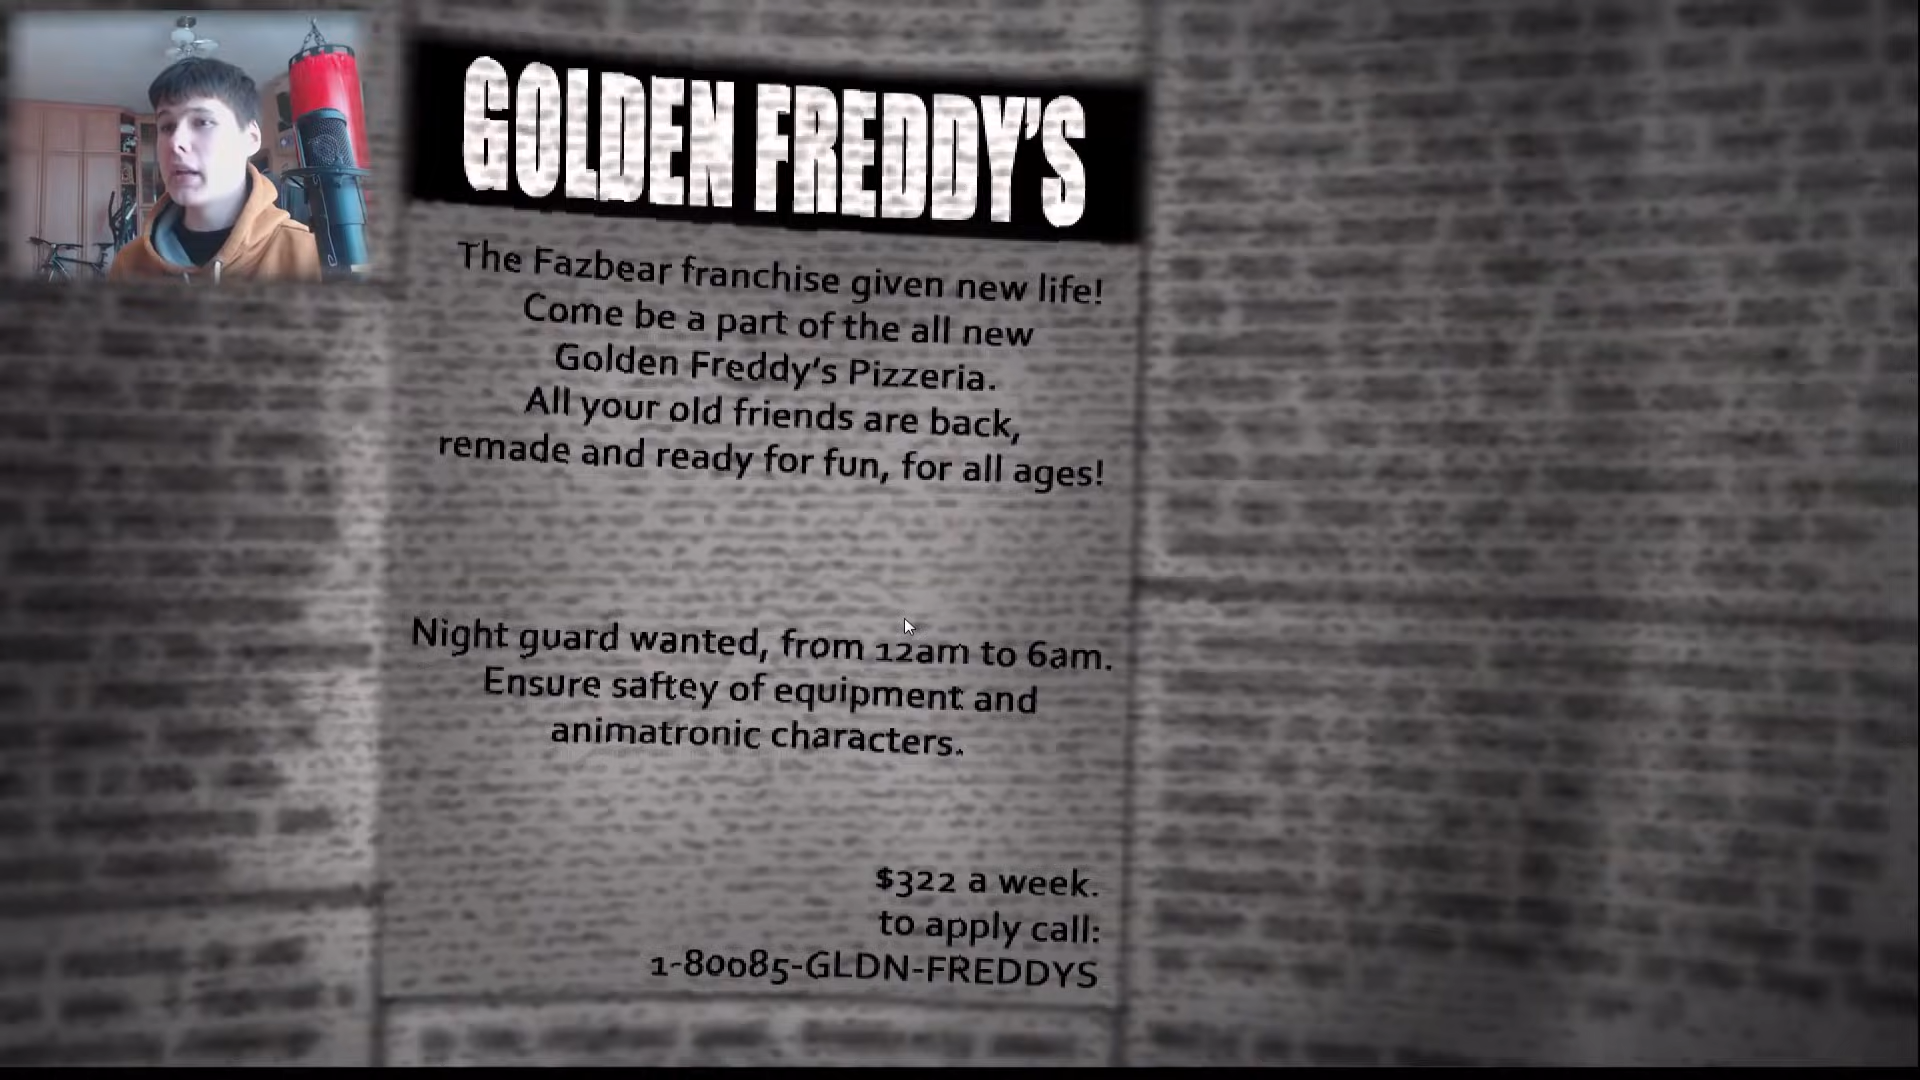 GOLDEN FREDDY'S
The Fazbear franchise given new life!
Come be a part of the all new
Golden Freddy's Pizzeria.
All your old friends are back,
remade and ready for fun, for all ages!
Night guard wanted, from 12am to 6am.
Ensure saftey of equipment and
animatronic characters.
$322 a week.
to apply call:
1-80085-GLDN-FREDDYS